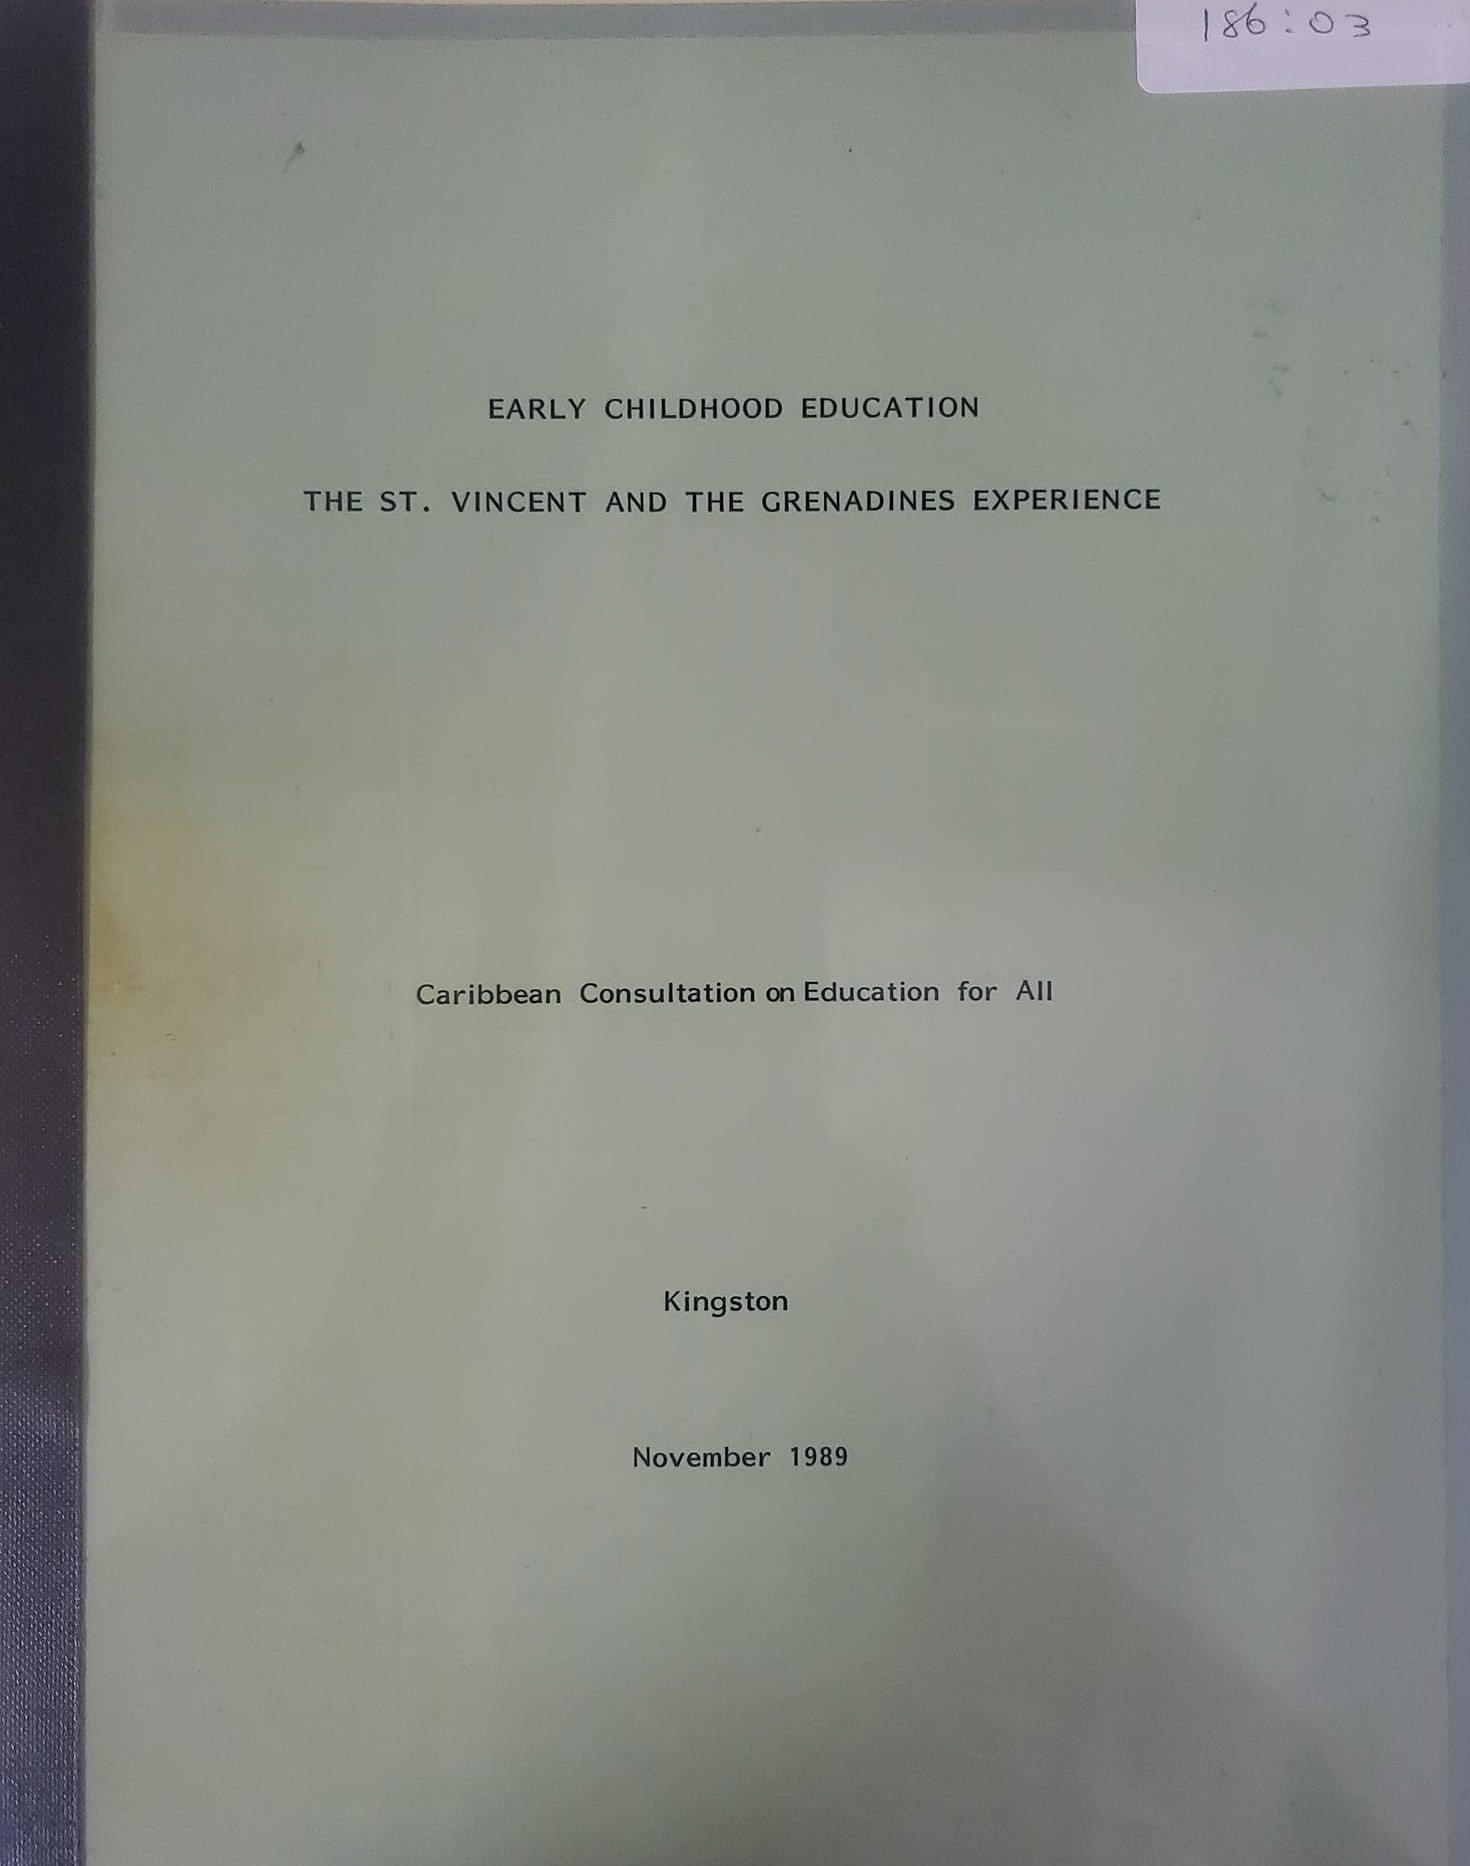 186:03
EARLY CHILDHOOD EDUCATION
THE ST. VINCENT AND THE GRENADINES EXPERIENCE
Caribbean Consultation on Education for All
Kingston
November 1989